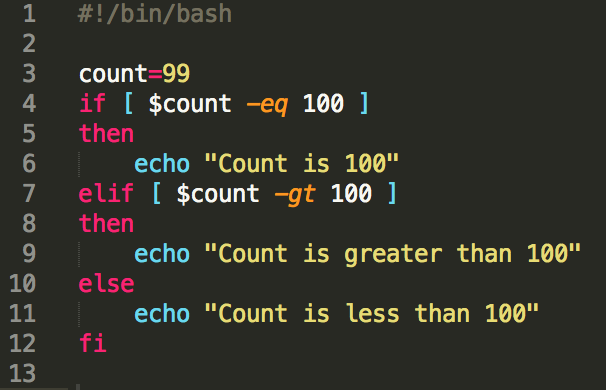 1 #!/bin/bash
2
3 count=99
4 if [ $count -eq 100 ]
5 then
6     echo "Count is 100"
7 elif [ $count -gt 100 ]
8 then
9     echo "Count is greater than 100"
10 else
11     echo "Count is less than 100"
12 fi
13